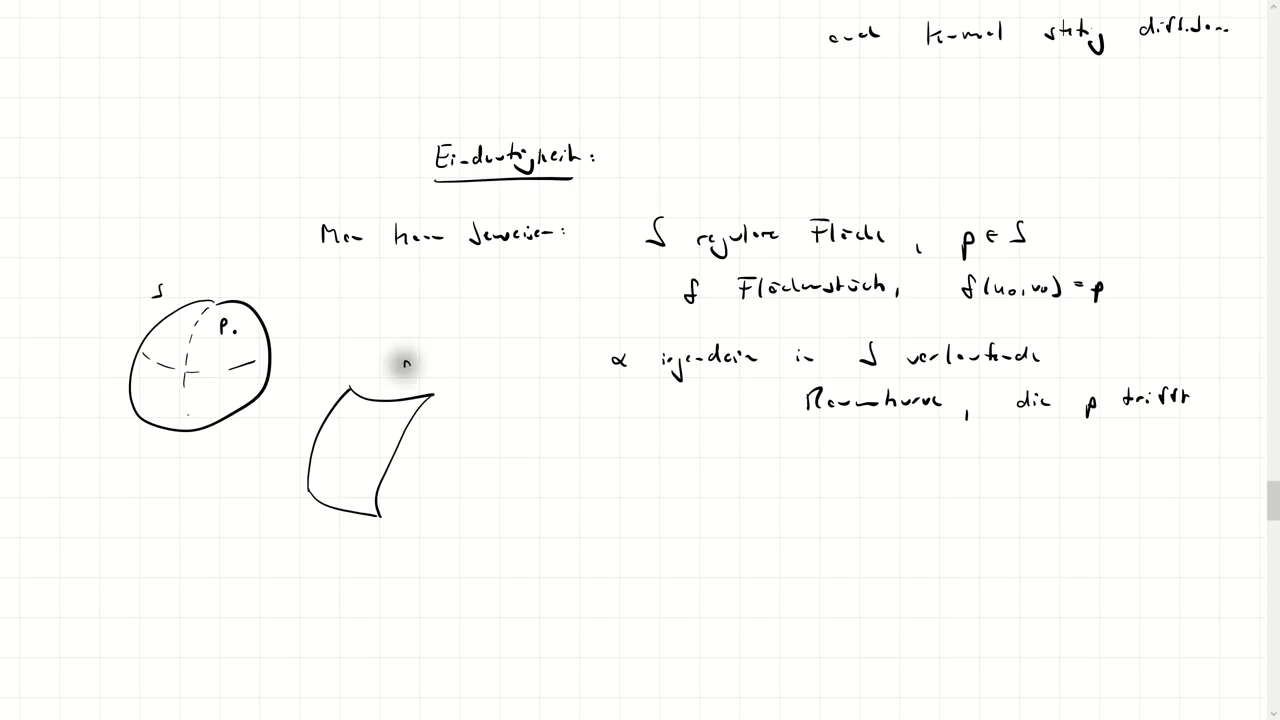 auch k-mal stetig diff.bar
Eindeutigkeit:
Man kann beweisen: S reguläre Fläche, p ∈ S
f Flächenstück, f(u₀,v₀) = p
S
p.
α irgendeine in S verlaufende
Raumkurve, die p trifft